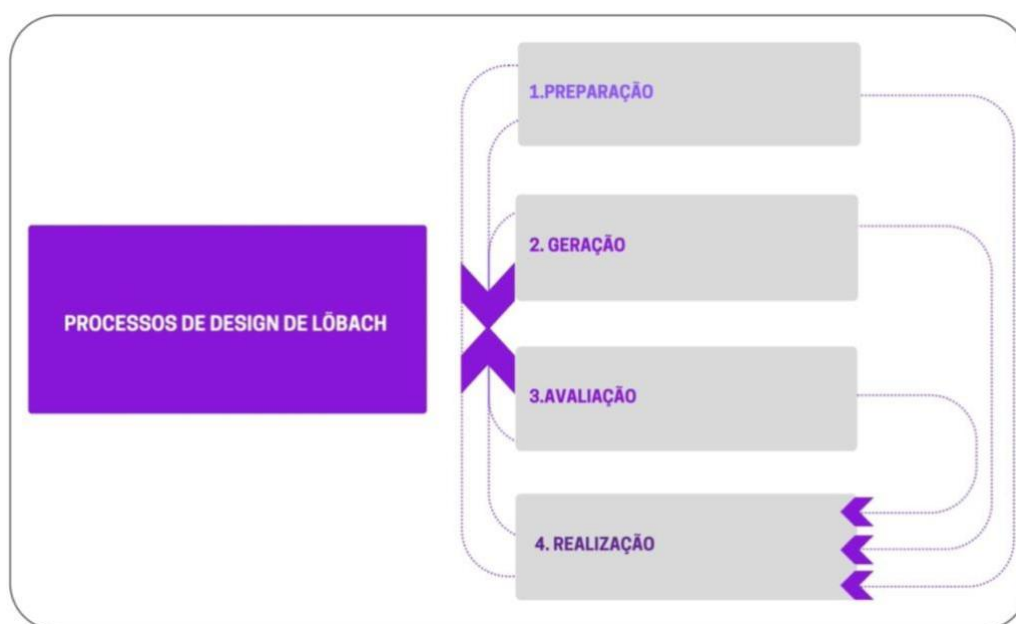 1.PREPARAÇÃO
2. GERAÇÃO
PROCESSOS DE DESIGN DE LÖBACH
3.AVALIAÇÃO
4. REALIZAÇÃO